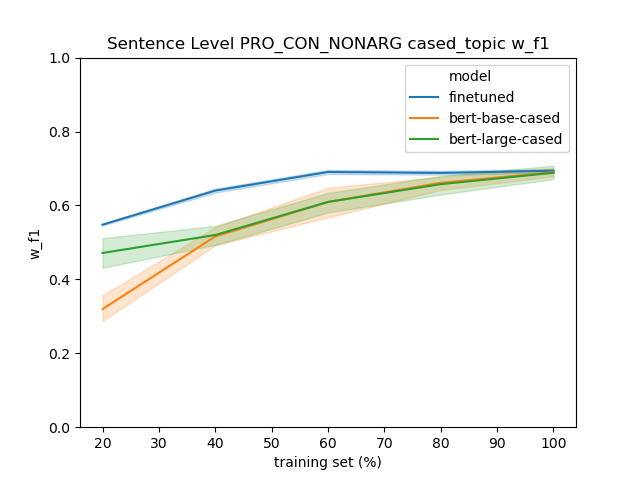 Sentence Level PRO_CON_NONARG cased_topic w_f1
model
finetuned
bert-base-cased
bert-large-cased
w_f1
1.0
0.8
0.6
0.4
0.2
0.0
20 30 40 50 60 70 80 90 100
training set (%)